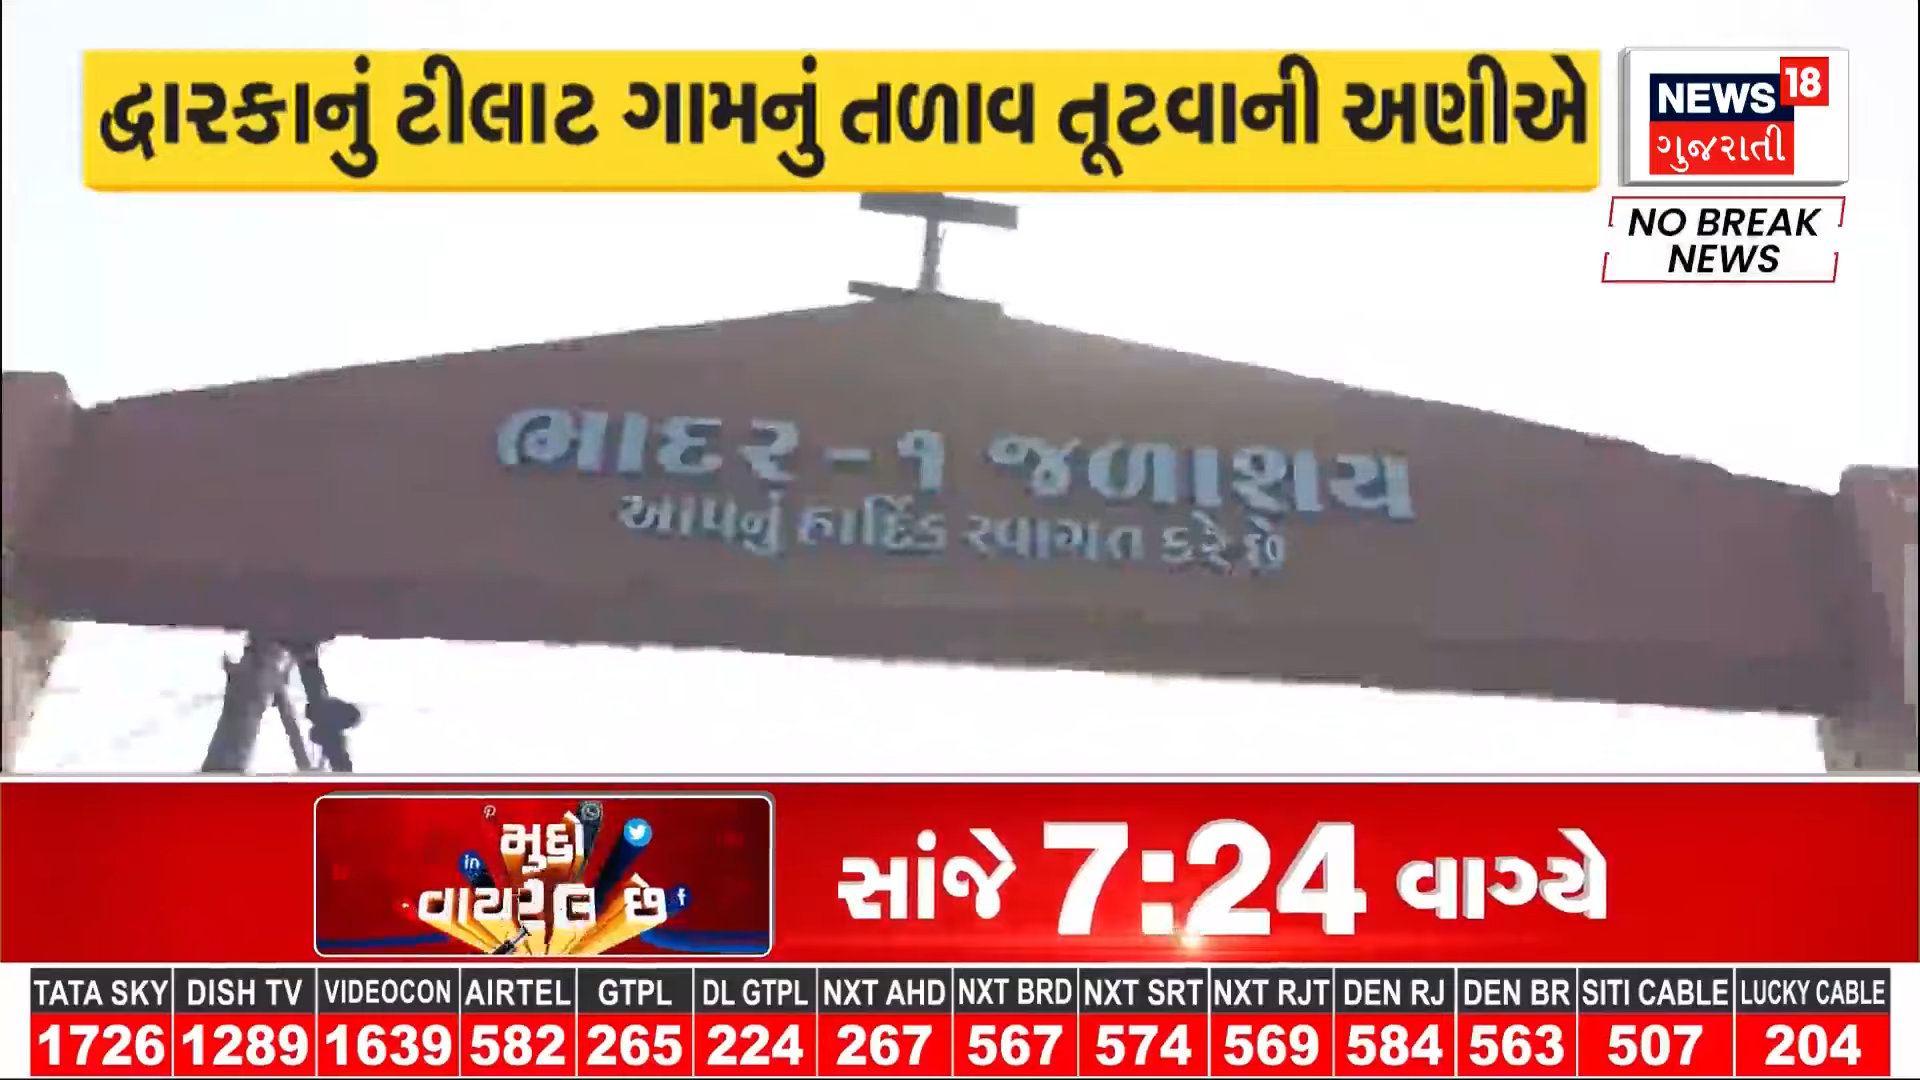 દ્વારકાનું ટીલાટ ગામનું તળાવ તૂટવાની અણીએ
NEWS 18
ગુજરાતી
NO BREAK
NEWS
ભાદર - ૧ જળાશય
આપનું હાર્દિક સ્વાગત કરે છે
મુદ્દો
વાયરલ છે
સાંજે 7:24 વાગ્યે
TATA SKY DISH TV VIDEOCON AIRTEL GTPL DL GTPL NXT AHD NXT BRD NXT SRT NXT RJT DEN RJ DEN BR SITI CABLE LUCKY CABLE
1726 1289 1639 582 265 224 267 567 574 569 584 563 507 204